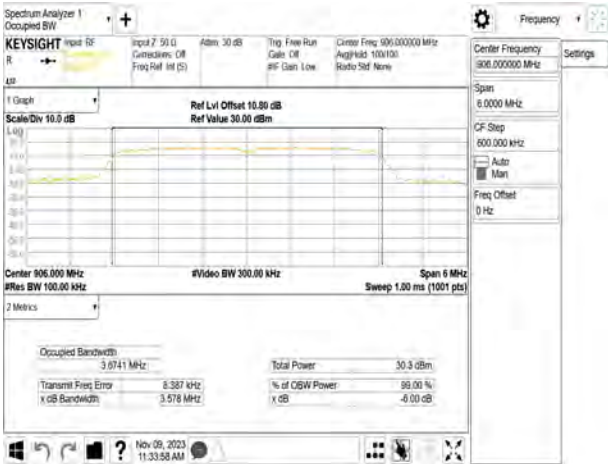 Spectrum Analyzer 1
Occupied BW
Frequency
KEYSIGHT
Input: RF
R
Input Z: 50 Ω
Corrections: Off
Freq Ref: Int (S)
Atten: 30 dB
Trig: Free Run
Gate: Off
#IF Gain: Low
Center Freq: 906.000000 MHz
Avg|Hold: 100/100
Radio Std: None
Center Frequency
906.000000 MHz
Settings
Span
6.0000 MHz
CF Step
600.000 kHz
Auto
Man
Freq Offset
0 Hz
1 Graph
Scale/Div 10.0 dB
Ref Lvl Offset 10.80 dB
Ref Value 30.00 dBm
Log
Center 906.000 MHz
#Video BW 300.00 kHz
Span 6 MHz
#Res BW 100.00 kHz
Sweep 1.00 ms (1001 pts)
2 Metrics
Occupied Bandwidth
3.6741 MHz
Total Power
30.3 dBm
Transmit Freq Error
8.387 kHz
% of OBW Power
99.00 %
x dB Bandwidth
3.578 MHz
x dB
-6.00 dB
Nov 09, 2023
11:33:58 AM